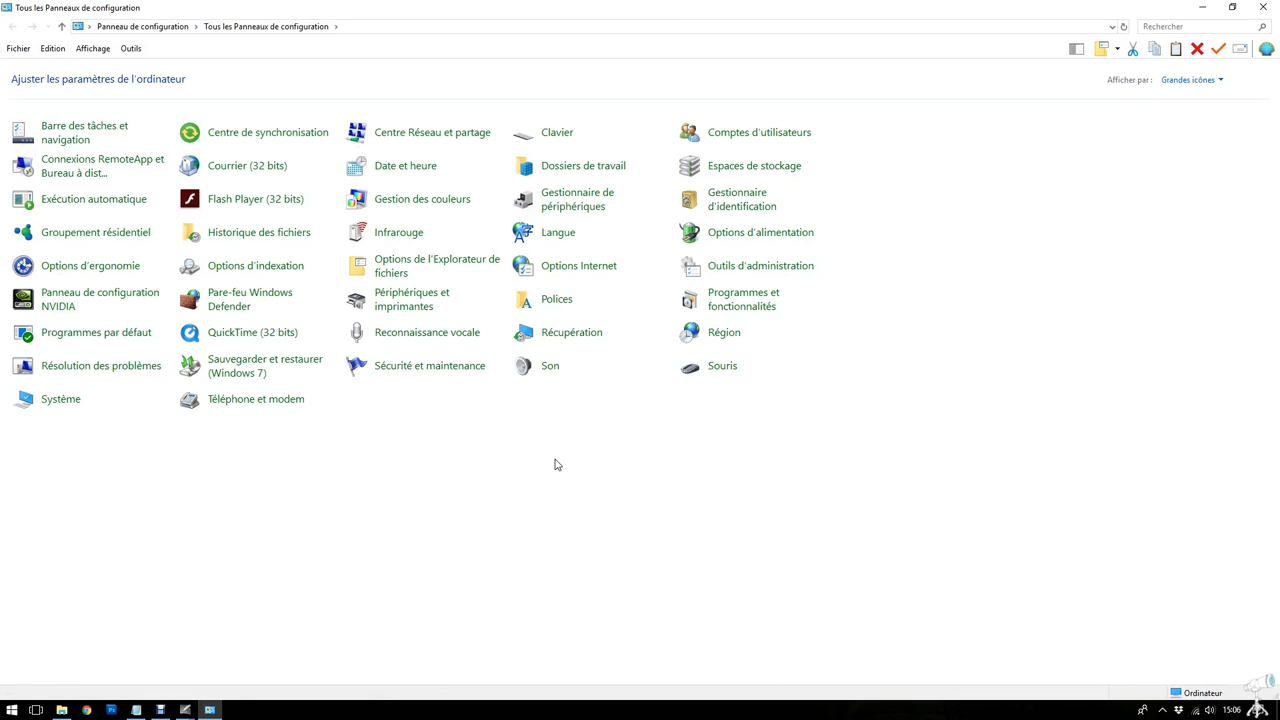 Tous les Panneaux de configuration
Panneau de configuration > Tous les Panneaux de configuration >
Rechercher
Fichier Edition Affichage Outils
Ajuster les paramètres de l'ordinateur
Afficher par : Grandes icônes
Barre des tâches et
navigation
Centre de synchronisation
Centre Réseau et partage
Clavier
Comptes d'utilisateurs
Connexions RemoteApp et
Bureau à dist...
Courrier (32 bits)
Date et heure
Dossiers de travail
Espaces de stockage
Exécution automatique
Flash Player (32 bits)
Gestion des couleurs
Gestionnaire de
périphériques
Gestionnaire
d'identification
Groupement résidentiel
Historique des fichiers
Infrarouge
Langue
Options d'alimentation
Options d'ergonomie
Options d'indexation
Options de l'Explorateur de
fichiers
Options Internet
Outils d'administration
Panneau de configuration
NVIDIA
Pare-feu Windows
Defender
Périphériques et
imprimantes
Polices
Programmes et
fonctionnalités
Programmes par défaut
QuickTime (32 bits)
Reconnaissance vocale
Récupération
Région
Résolution des problèmes
Sauvegarder et restaurer
(Windows 7)
Sécurité et maintenance
Son
Souris
Système
Téléphone et modem
Ordinateur
15:06